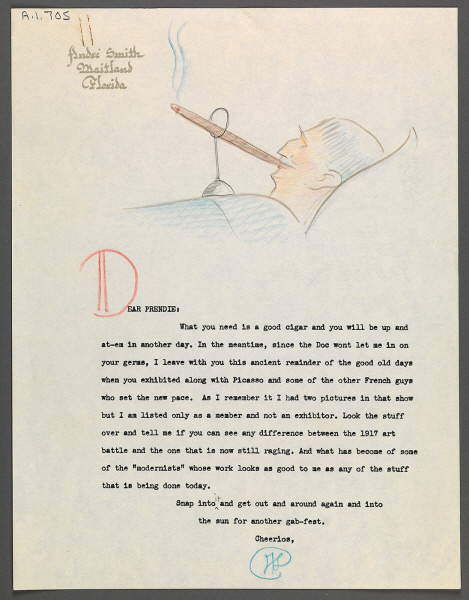 A.1.705
André Smith
Maitland
Florida
DEAR PRENDIE:
What you need is a good cigar and you will be up and
at-em in another day. In the meantime, since the Doc wont let me in on
your germs, I leave with you this ancient reminder of the good old days
when you exhibited along with Picasso and some of the other French guys
who set the new pace. As I remember it I had two pictures in that show
but I am listed only as a member and not an exhibitor. Look the stuff
over and tell me if you can see any difference between the 1917 art
battle and the one that is now still raging. And what has become of some
of the "modernists" whose work looks as good to me as any of the stuff
that is being done today.
Snap into it and get out and around again and into
the sun for another gab-fest.
Cheerios,